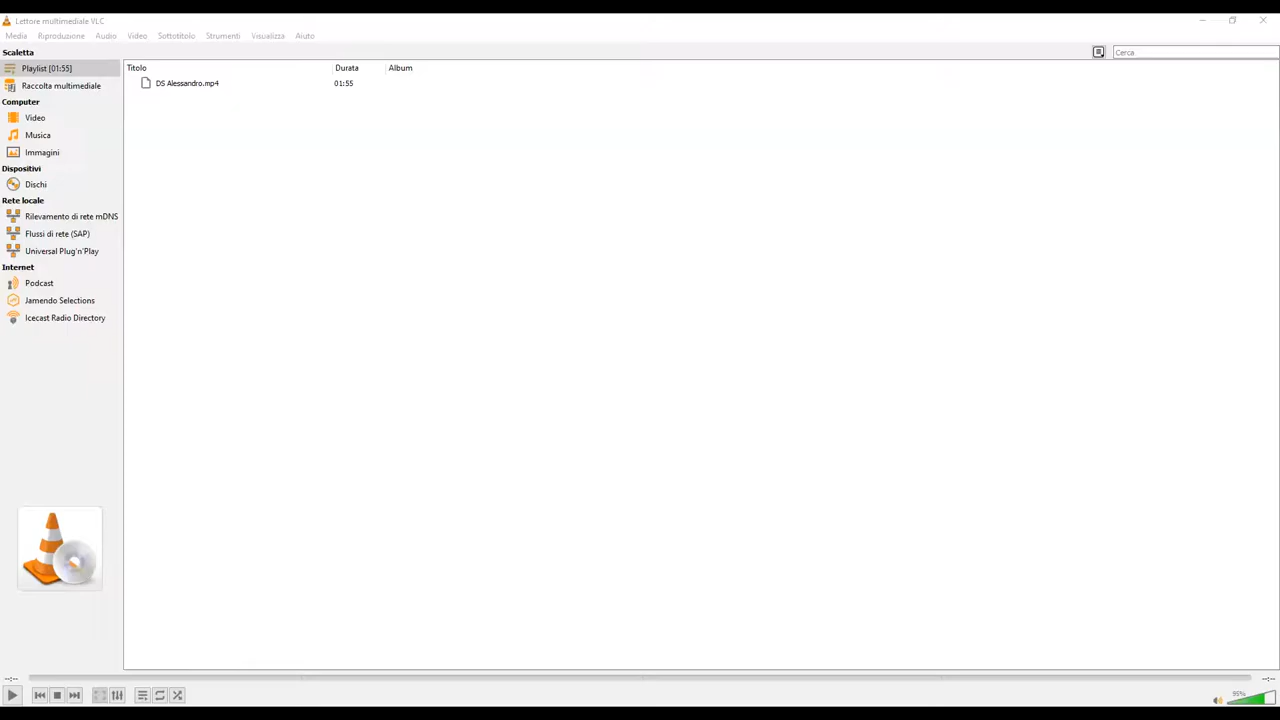 Lettore multimediale VLC
Media Riproduzione Audio Video Sottotitolo Strumenti Visualizza Aiuto
Scaletta
Cerca
Playlist [01:55]
Raccolta multimediale
Computer
Video
Musica
Immagini
Dispositivi
Dischi
Rete locale
Rilevamento di rete mDNS
Flussi di rete (SAP)
Universal Plug'n'Play
Internet
Podcast
Jamendo Selections
Icecast Radio Directory
Titolo Durata Album
DS Alessandro.mp4 01:55
--:-- --:--
95%